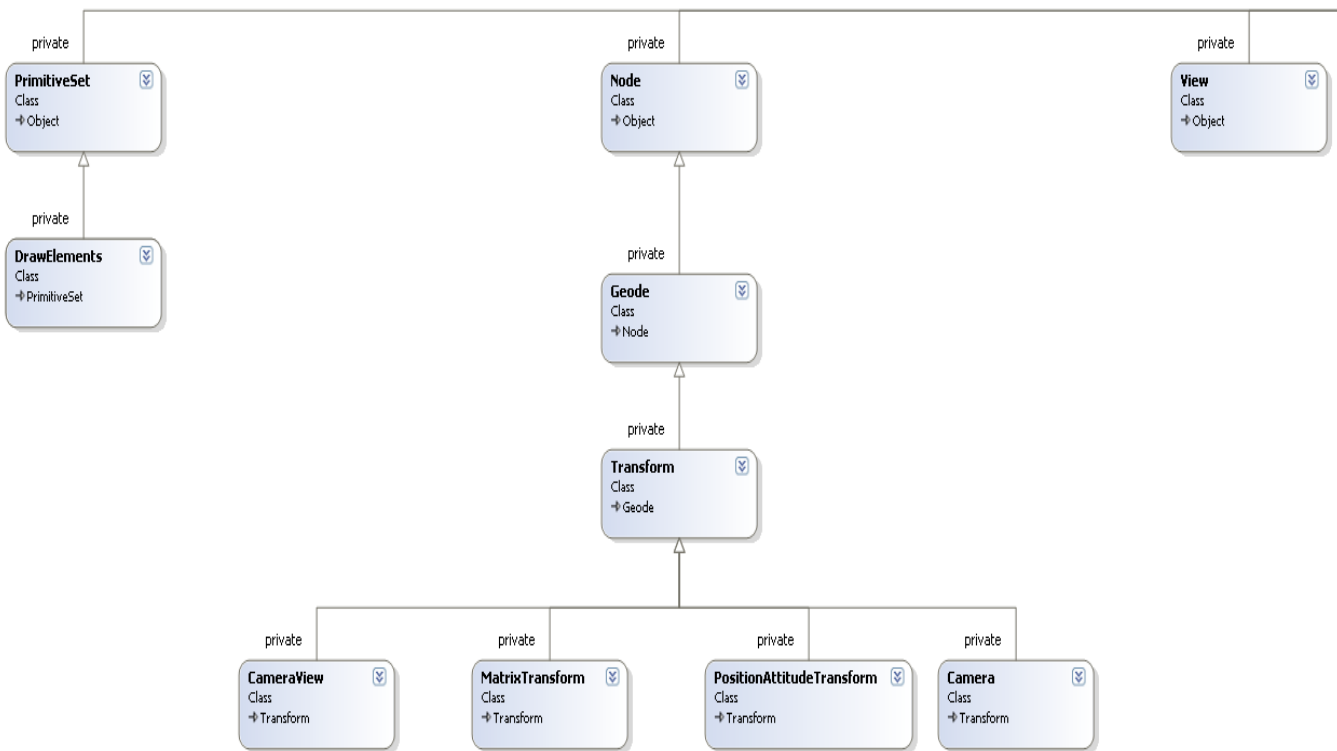 private
private
private
PrimitiveSet
Class
Object
Node
Class
Object
View
Class
Object
private
DrawElements
Class
PrimitiveSet
private
Geode
Class
Node
private
Transform
Class
Geode
private
private
private
private
CameraView
Class
Transform
MatrixTransform
Class
Transform
PositionAttitudeTransform
Class
Transform
Camera
Class
Transform